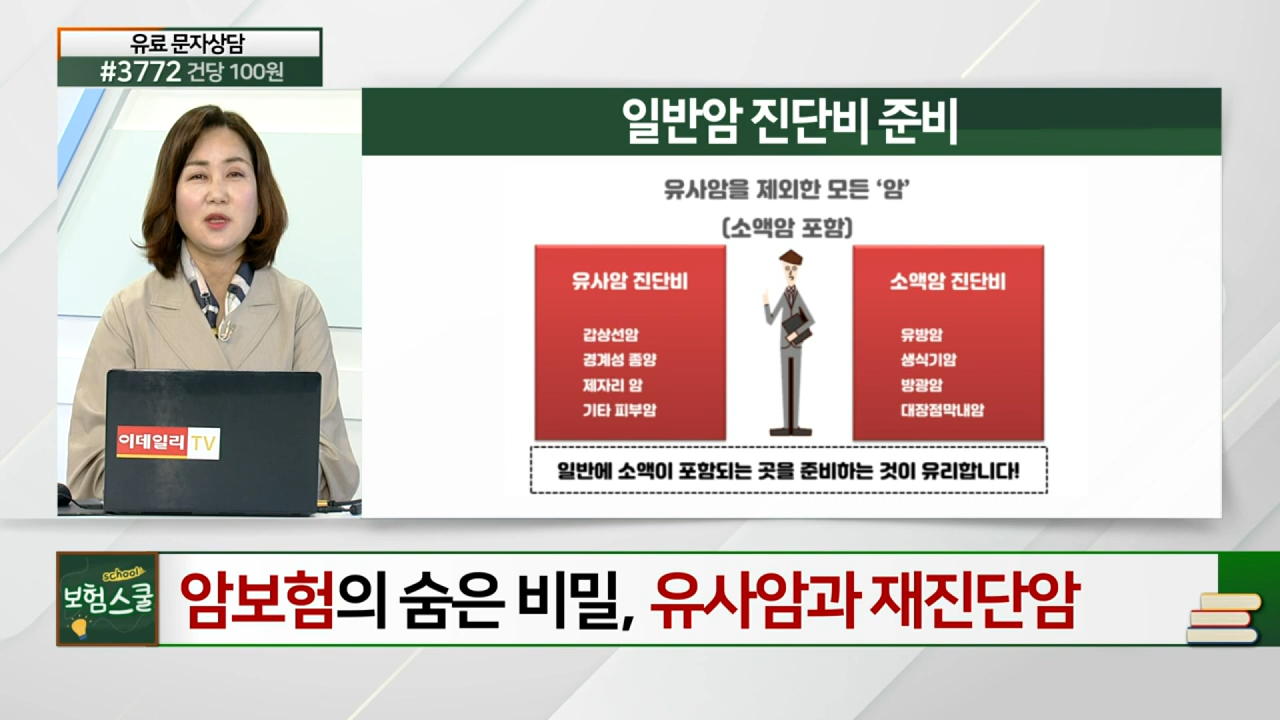 유료 문자상담
#3772 건당 100원
일반암 진단비 준비
유사암을 제외한 모든 ‘암’
(소액암 포함)
유사암 진단비
갑상선암
경계성 종양
제자리 암
기타 피부암
소액암 진단비
유방암
생식기암
방광암
대장점막내암
일반에 소액이 포함되는 곳을 준비하는 것이 유리합니다!
이데일리 TV
school
보험스쿨
암보험의 숨은 비밀, 유사암과 재진단암